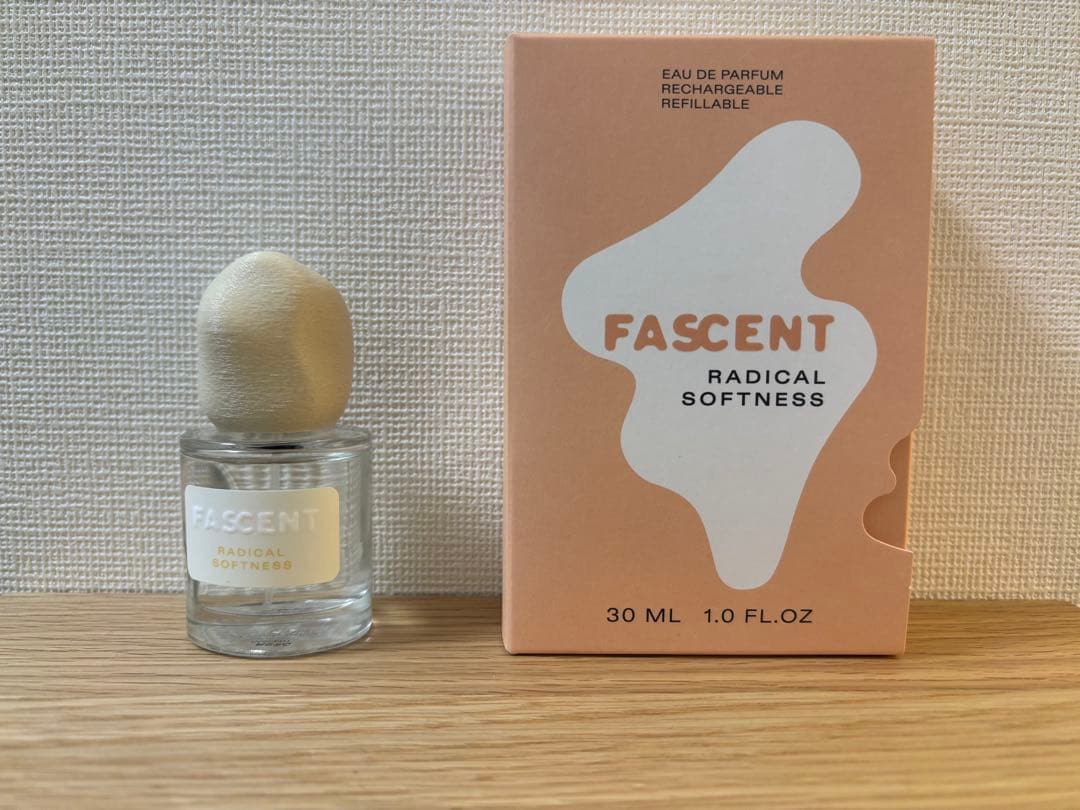 EAU DE PARFUM
RECHARGEABLE
REFILLABLE
FASCENT
RADICAL
SOFTNESS
30 ML 1.0 FL.OZ
FASCENT
RADICAL
SOFTNESS